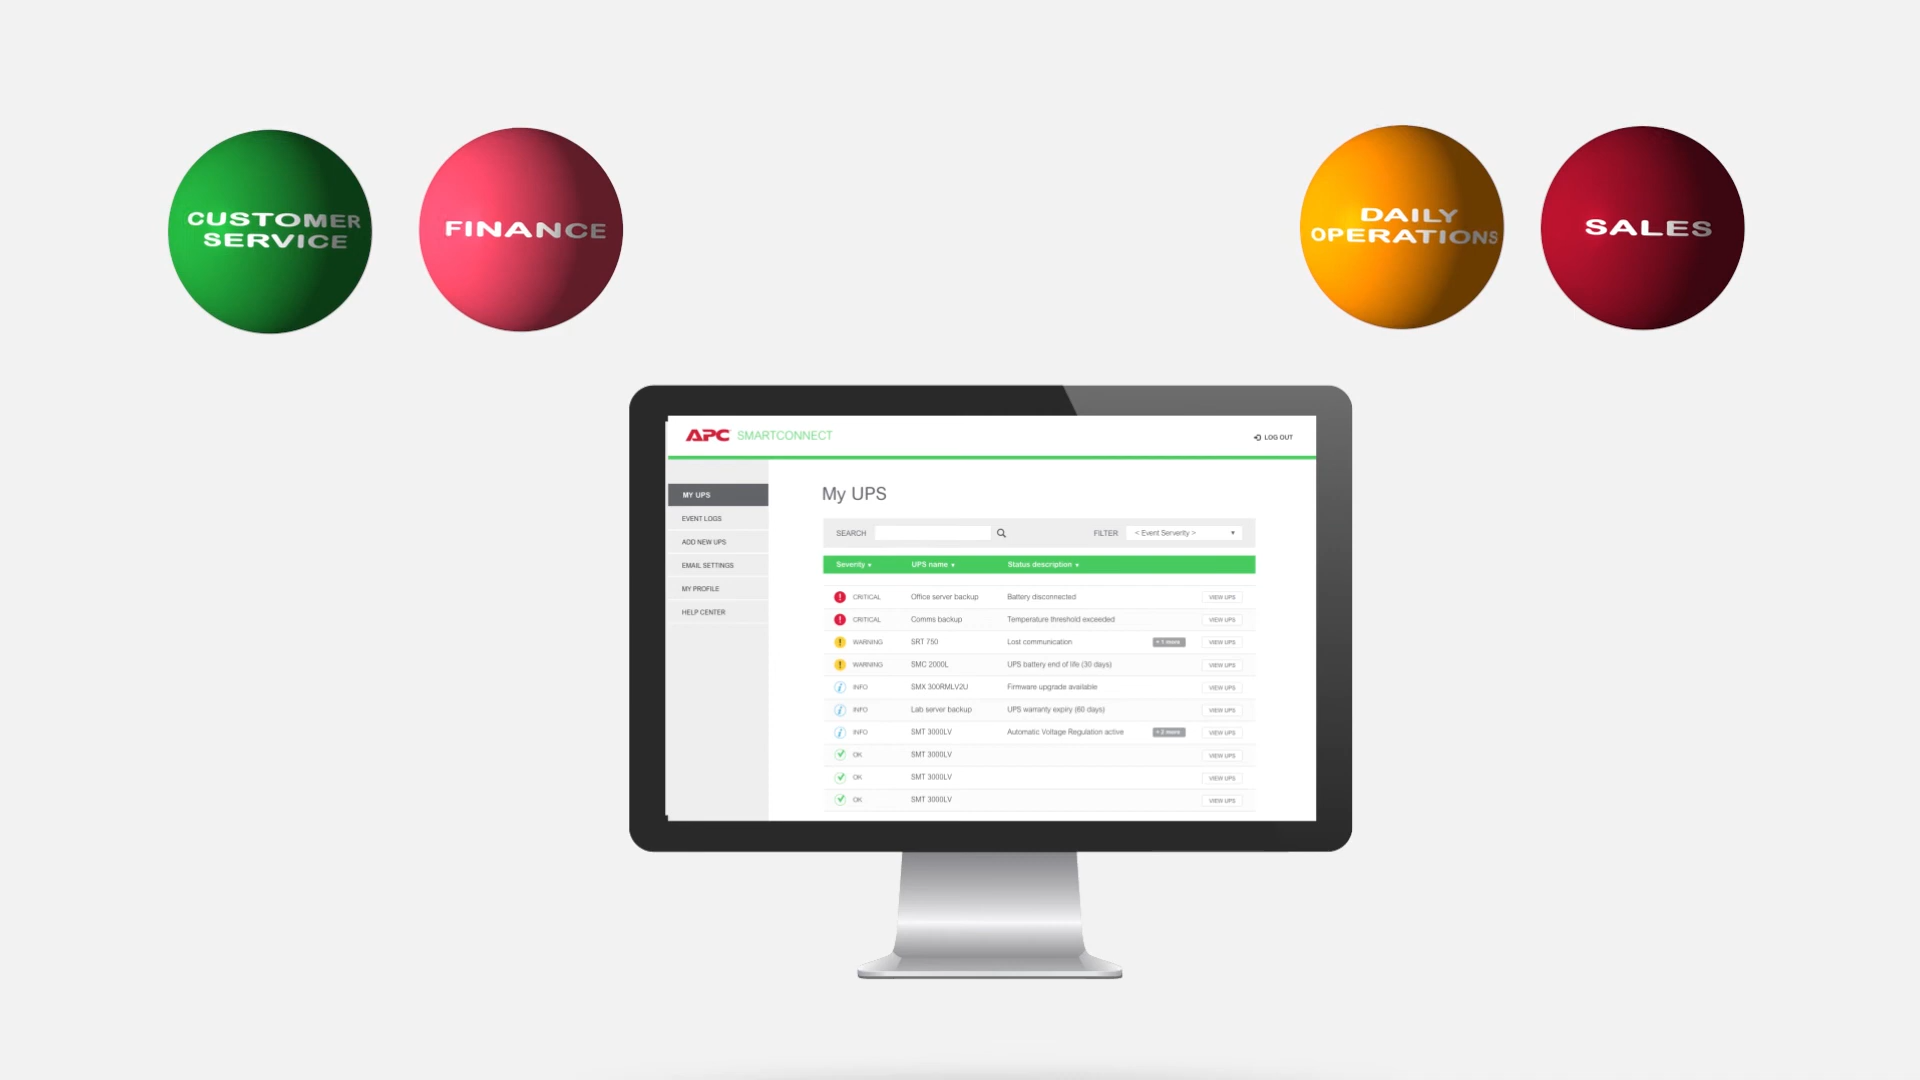 CUSTOMER
SERVICE
FINANCE
DAILY
OPERATIONS
SALES
APC SMARTCONNECT
LOG OUT
MY UPS
EVENT LOGS
ADD NEW UPS
EMAIL SETTINGS
MY PROFILE
HELP CENTER
My UPS
SEARCH
FILTER < Event Serverity >
Severity UPS name Status description
CRITICAL Office server backup Battery disconnected VIEW UPS
CRITICAL Comms backup Temperature threshold exceeded VIEW UPS
WARNING SRT 750 Lost communication + 1 more VIEW UPS
WARNING SMC 2000L UPS battery end of life (30 days) VIEW UPS
INFO SMX 300RMLV2U Firmware upgrade available VIEW UPS
INFO Lab server backup UPS warranty expiry (60 days) VIEW UPS
INFO SMT 3000LV Automatic Voltage Regulation active + 2 more VIEW UPS
OK SMT 3000LV VIEW UPS
OK SMT 3000LV VIEW UPS
OK SMT 3000LV VIEW UPS